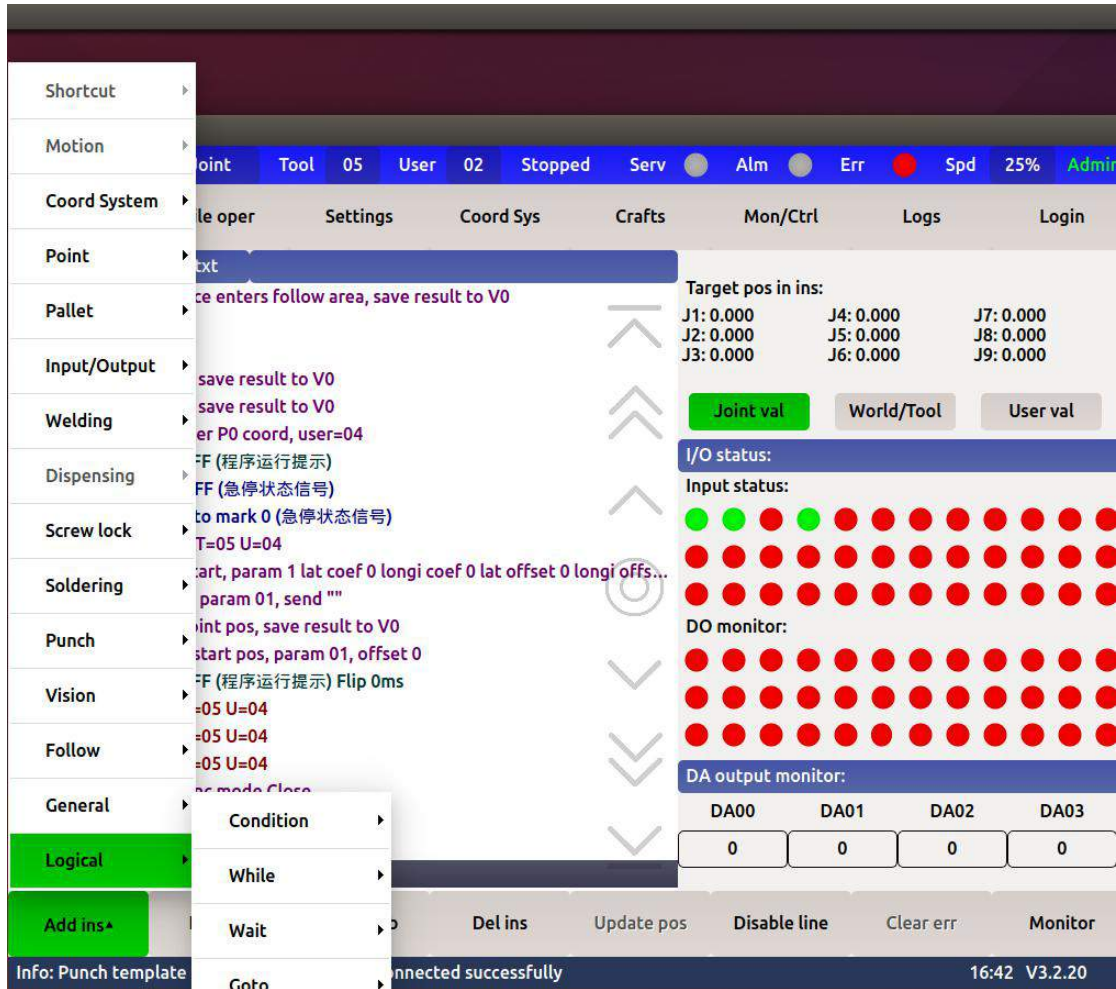 Shortcut
Motion
Coord System
Point
Pallet
Input/Output
Welding
Dispensing
Screw lock
Soldering
Punch
Vision
Follow
General
Logical
Condition
While
Wait
Goto
Joint Tool 05 User 02 Stopped Serv Alm Err Spd 25% Admin
le oper Settings Coord Sys Crafts Mon/Ctrl Logs Login
txt
ce enters follow area, save result to V0
save result to V0
save result to V0
er P0 coord, user=04
FF (程序运行提示)
FF (急停状态信号)
to mark 0 (急停状态信号)
T=05 U=04
tart, param 1 lat coef 0 longi coef 0 lat offset 0 longi offs...
param 01, send ""
int pos, save result to V0
start pos, param 01, offset 0
FF (程序运行提示) Flip 0ms
=05 U=04
=05 U=04
=05 U=04
nc mode Close
Target pos in ins:
J1: 0.000 J4: 0.000 J7: 0.000
J2: 0.000 J5: 0.000 J8: 0.000
J3: 0.000 J6: 0.000 J9: 0.000
Joint val World/Tool User val
I/O status:
Input status:
DO monitor:
DA output monitor:
DA00 DA01 DA02 DA03
0 0 0 0
Add ins Del ins Update pos Disable line Clear err Monitor
Info: Punch template onnected successfully 16:42 V3.2.20